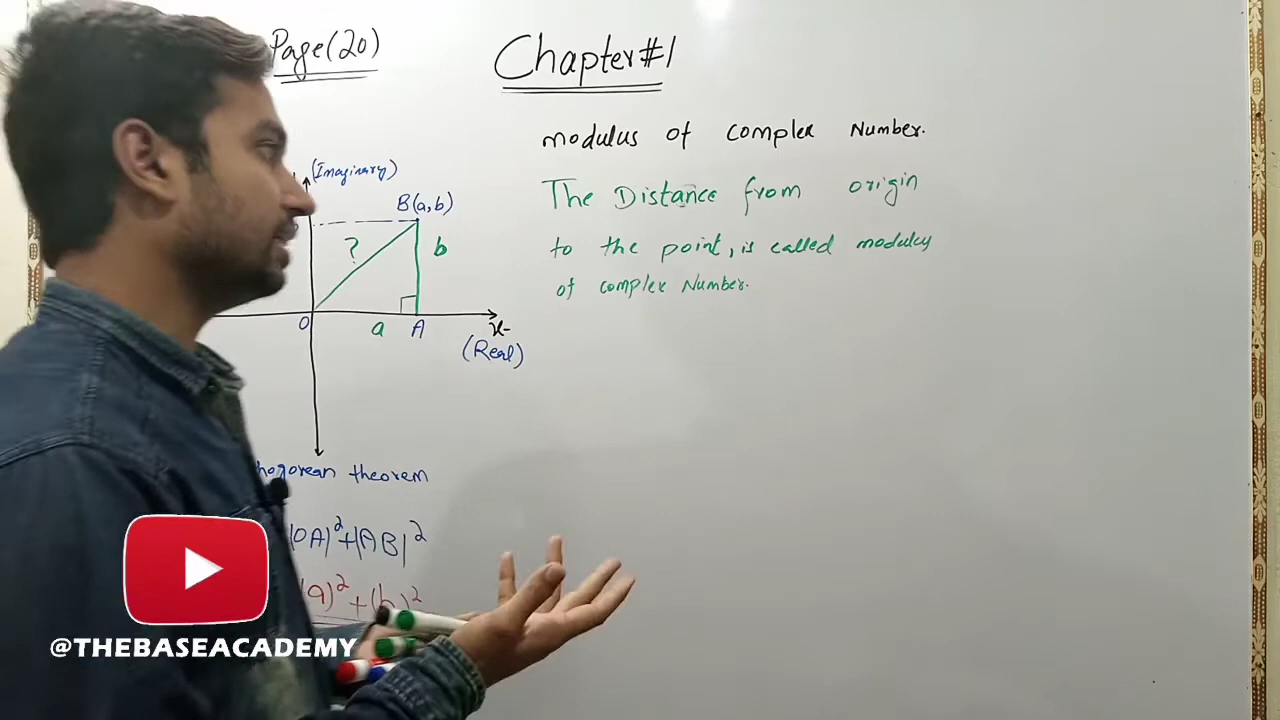 Page(20)
Chapter#1
modulus of complex Number.
The Distance from origin
to the point, is called modulus
of complex Number.
(Imaginary)
B(a,b)
?
b
O
a
A
x-
(Real)
theorem
|OA|²+|AB|²
(a)²+(b)²
@THEBASEACADEMY